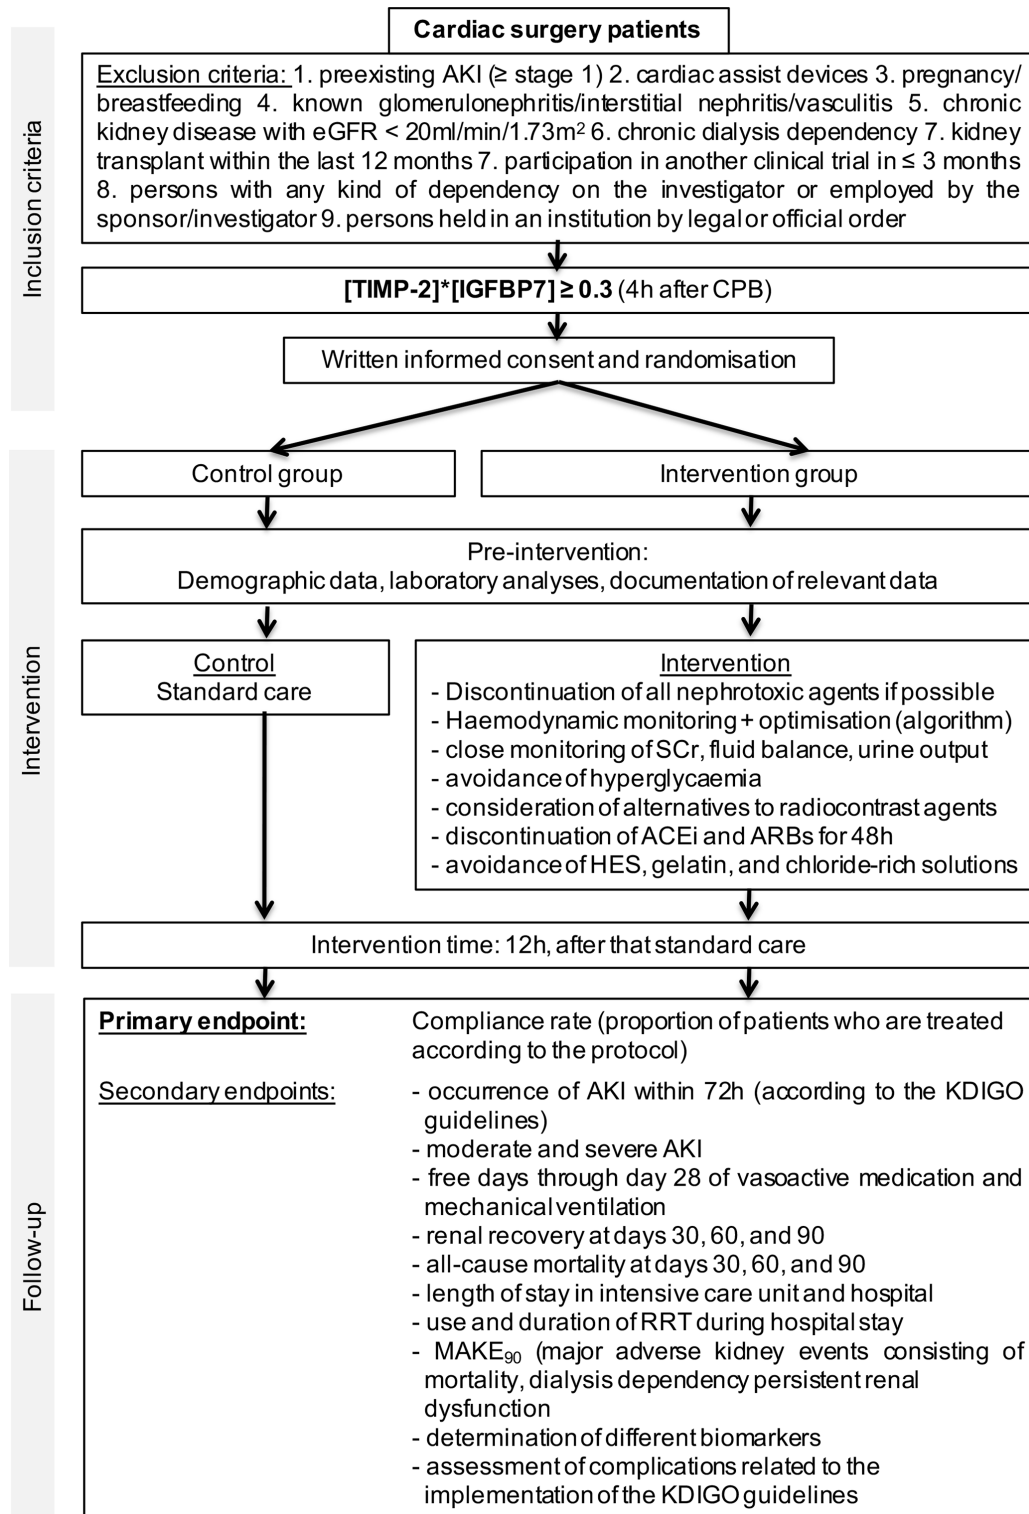 Cardiac surgery patients
Inclusion criteria
Exclusion criteria: 1. preexisting AKI (≥ stage 1) 2. cardiac assist devices 3. pregnancy/
breastfeeding 4. known glomerulonephritis/interstitial nephritis/vasculitis 5. chronic
kidney disease with eGFR < 20ml/min/1.73m² 6. chronic dialysis dependency 7. kidney
transplant within the last 12 months 7. participation in another clinical trial in ≤ 3 months
8. persons with any kind of dependency on the investigator or employed by the
sponsor/investigator 9. persons held in an institution by legal or official order
[TIMP-2]*[IGFBP7] ≥ 0.3 (4h after CPB)
Written informed consent and randomisation
Intervention
Control group
Intervention group
Pre-intervention:
Demographic data, laboratory analyses, documentation of relevant data
Control
Standard care
Intervention
- Discontinuation of all nephrotoxic agents if possible
- Haemodynamic monitoring + optimisation (algorithm)
- close monitoring of SCr, fluid balance, urine output
- avoidance of hyperglycaemia
- consideration of alternatives to radiocontrast agents
- discontinuation of ACEi and ARBs for 48h
- avoidance of HES, gelatin, and chloride-rich solutions
Intervention time: 12h, after that standard care
Follow-up
Primary endpoint: Compliance rate (proportion of patients who are treated
according to the protocol)
Secondary endpoints: - occurrence of AKI within 72h (according to the KDIGO
guidelines)
- moderate and severe AKI
- free days through day 28 of vasoactive medication and
mechanical ventilation
- renal recovery at days 30, 60, and 90
- all-cause mortality at days 30, 60, and 90
- length of stay in intensive care unit and hospital
- use and duration of RRT during hospital stay
- MAKE₉₀ (major adverse kidney events consisting of
mortality, dialysis dependency persistent renal
dysfunction
- determination of different biomarkers
- assessment of complications related to the
implementation of the KDIGO guidelines